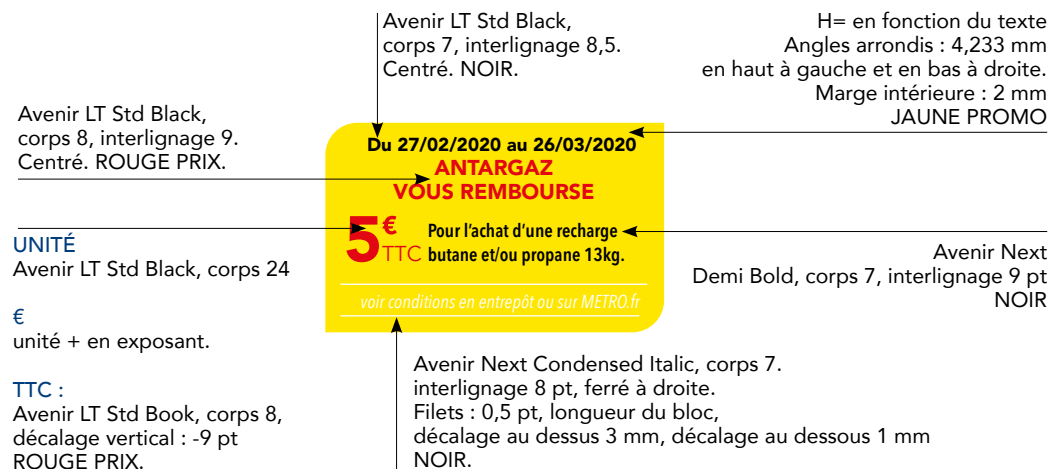 Avenir LT Std Black,
corps 7, interlignage 8,5.
Centré. NOIR.
H= en fonction du texte
Angles arrondis : 4,233 mm
en haut à gauche et en bas à droite.
Marge intérieure : 2 mm
JAUNE PROMO
Avenir LT Std Black,
corps 8, interlignage 9.
Centré. ROUGE PRIX.
Du 27/02/2020 au 26/03/2020
ANTARGAZ
VOUS REMBOURSE
5€ TTC
Pour l'achat d'une recharge
butane et/ou propane 13kg.
voir conditions en entrepôt ou sur METRO.fr
UNITÉ
Avenir LT Std Black, corps 24
€
unité + en exposant.
TTC :
Avenir LT Std Book, corps 8,
décalage vertical : -9 pt
ROUGE PRIX.
Avenir Next
Demi Bold, corps 7, interlignage 9 pt
NOIR
Avenir Next Condensed Italic, corps 7.
interlignage 8 pt, ferré à droite.
Filets : 0,5 pt, longueur du bloc,
décalage au dessus 3 mm, décalage au dessous 1 mm
NOIR.